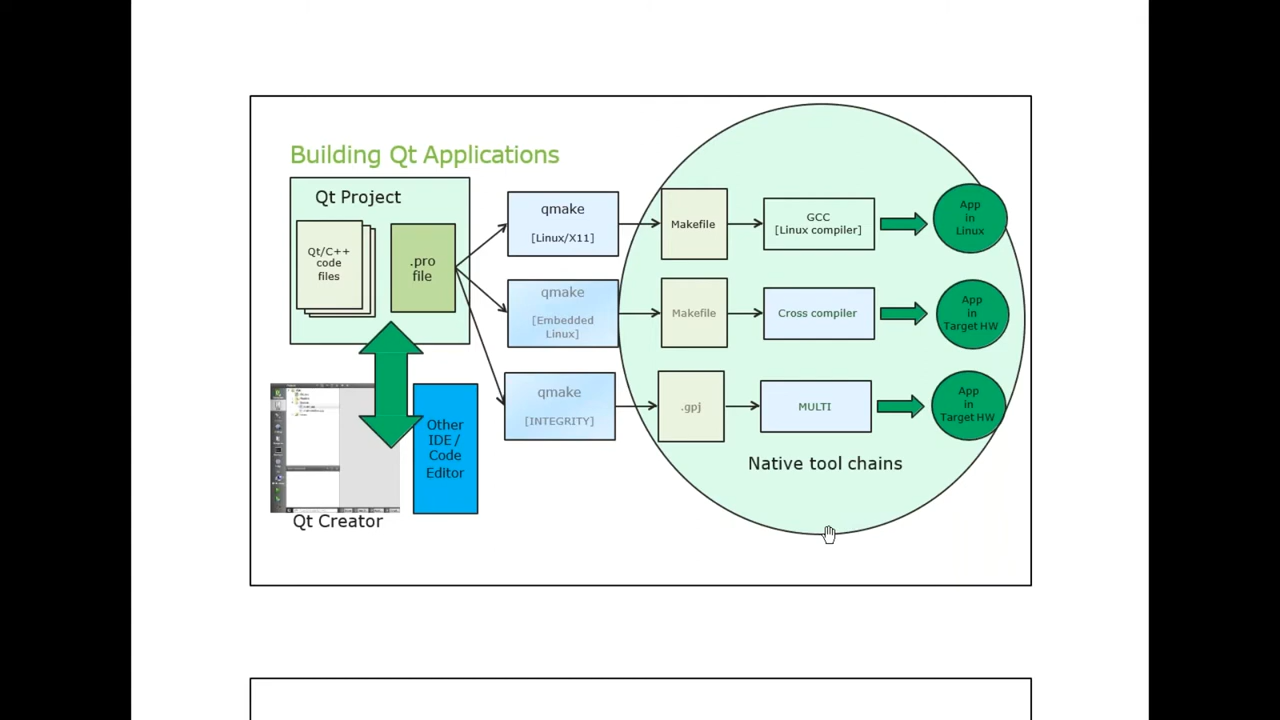 Building Qt Applications
Qt Project
Qt/C++
code
files
.pro
file
qmake
[Linux/X11]
Makefile
GCC
[Linux compiler]
App
in
Linux
qmake
[Embedded
Linux]
Makefile
Cross compiler
App
in
Target HW
qmake
[INTEGRITY]
.gpj
MULTI
App
in
Target HW
Native tool chains
Other
IDE /
Code
Editor
Qt Creator